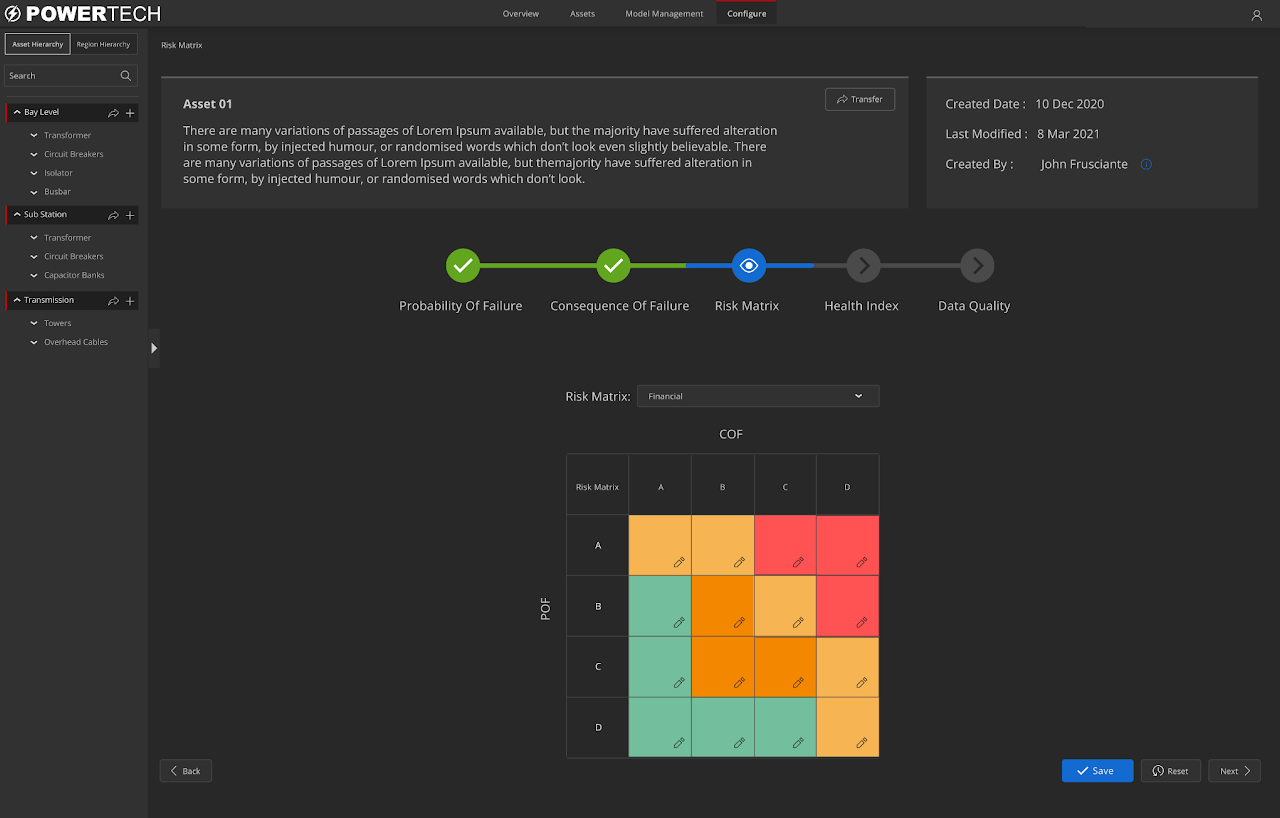 POWERTECH
Overview Assets Model Management Configure
Asset Hierarchy Region Hierarchy
Search
Bay Level
Transformer
Circuit Breakers
Isolator
Busbar
Sub Station
Transformer
Circuit Breakers
Capacitor Banks
Transmission
Towers
Overhead Cables
Risk Matrix
Asset 01
Transfer
There are many variations of passages of Lorem Ipsum available, but the majority have suffered alteration
in some form, by injected humour, or randomised words which don't look even slightly believable. There
are many variations of passages of Lorem Ipsum available, but themajority have suffered alteration in
some form, by injected humour, or randomised words which don't look.
Created Date : 10 Dec 2020
Last Modified : 8 Mar 2021
Created By : John Frusciante
Probability Of Failure Consequence Of Failure Risk Matrix Health Index Data Quality
Risk Matrix: Financial
COF
Risk Matrix A B C D
A
B
POF
C
D
Back
Save Reset Next